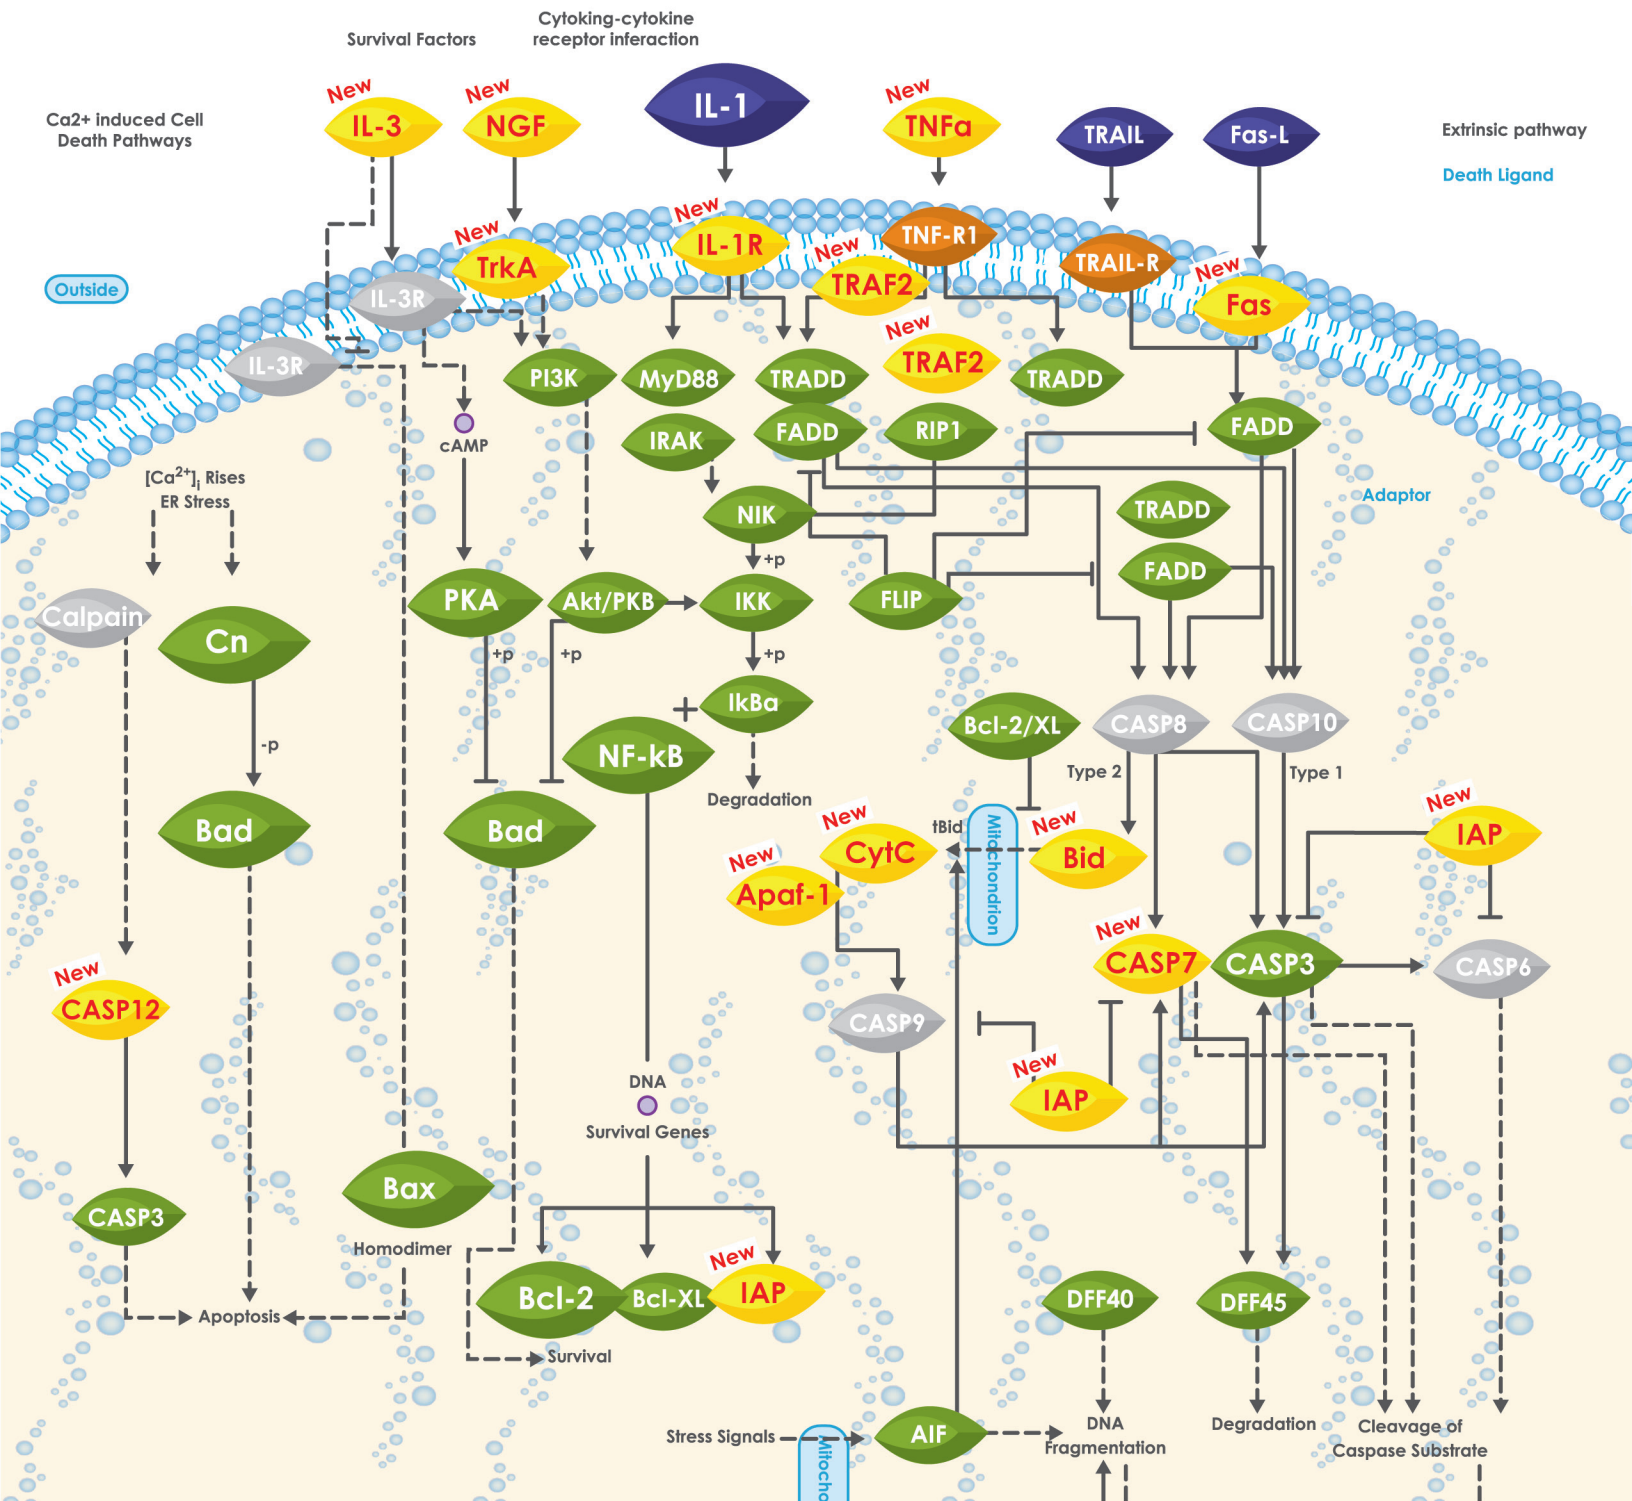 Cytoking-cytokine
receptor inferaction
Survival Factors
Ca2+ induced Cell
Death Pathways
New
IL-3
New
NGF
IL-1
New
TNFa
TRAIL
Fas-L
Extrinsic pathway
Death Ligand
Outside
IL-3R
New
TrkA
New
IL-1R
New
TRAF2
TNF-R1
TRAIL-R
New
Fas
IL-3R
PI3K
MyD88
TRADD
New
TRAF2
TRADD
cAMP
IRAK
FADD
RIP1
FADD
[Ca2+]i Rises
ER Stress
NIK
TRADD
Adaptor
+p
FADD
Calpain
Cn
PKA
Akt/PKB
IKK
FLIP
+p
+p
+p
-p
NF-kB
+
IkBa
Degradation
Bcl-2/XL
CASP8
CASP10
Type 2
Type 1
Bad
Bad
New
CytC
New
Apaf-1
tBid
Mitochondrion
New
Bid
New
IAP
New
CASP12
CASP9
New
CASP7
CASP3
CASP6
New
IAP
DNA
Survival Genes
CASP3
Bax
Homodimer
Apoptosis
Bcl-2
Bcl-XL
New
IAP
Survival
DFF40
DFF45
Stress Signals
Mitocho
AIF
DNA
Fragmentation
Degradation
Cleavage of
Caspase Substrate